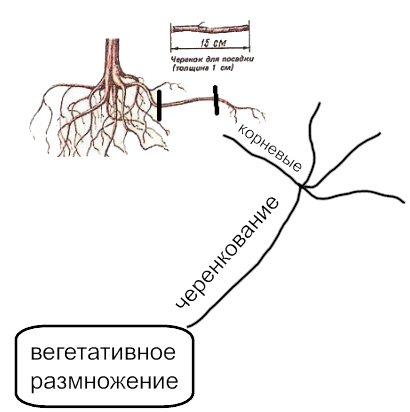 15 см
Черенок для посадки
(толщина 1 см)
корневые
черенкование
вегетативное
размножение